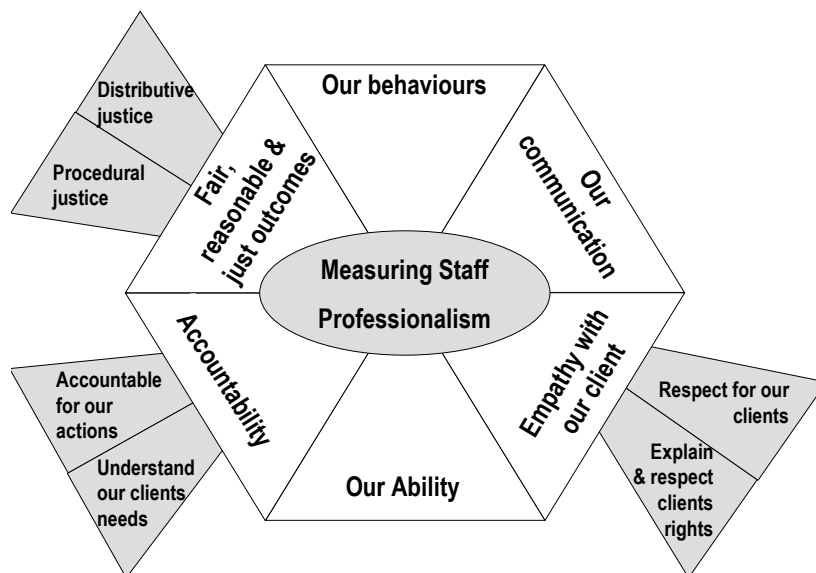 Our behaviours
Distributive
justice
Procedural
justice
Fair,
reasonable &
just outcomes
Our
communication
Measuring Staff
Professionalism
Accountability
Empathy with
our client
Accountable
for our
actions
Understand
our clients
needs
Our Ability
Respect for our
clients
Explain
& respect
clients
rights